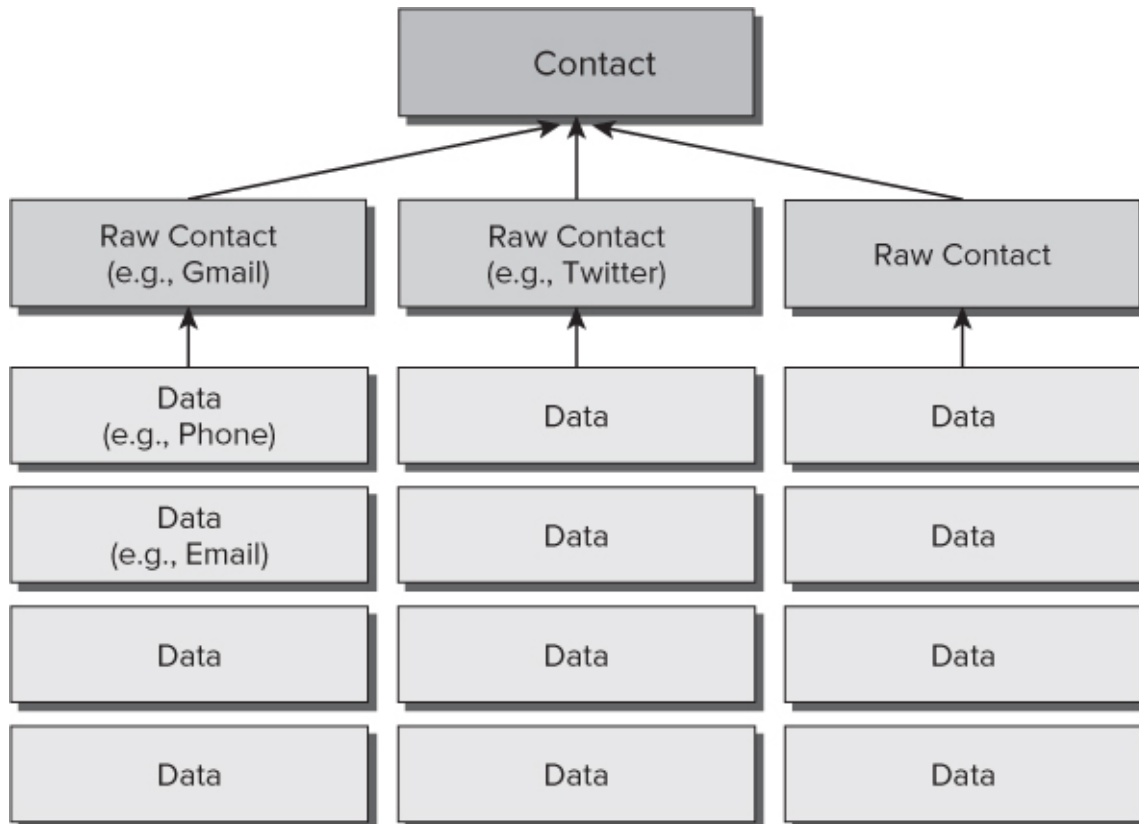 Contact
Raw Contact
(e.g., Gmail)
Raw Contact
(e.g., Twitter)
Raw Contact
Data
(e.g., Phone)
Data
Data
Data
(e.g., Email)
Data
Data
Data
Data
Data
Data
Data
Data